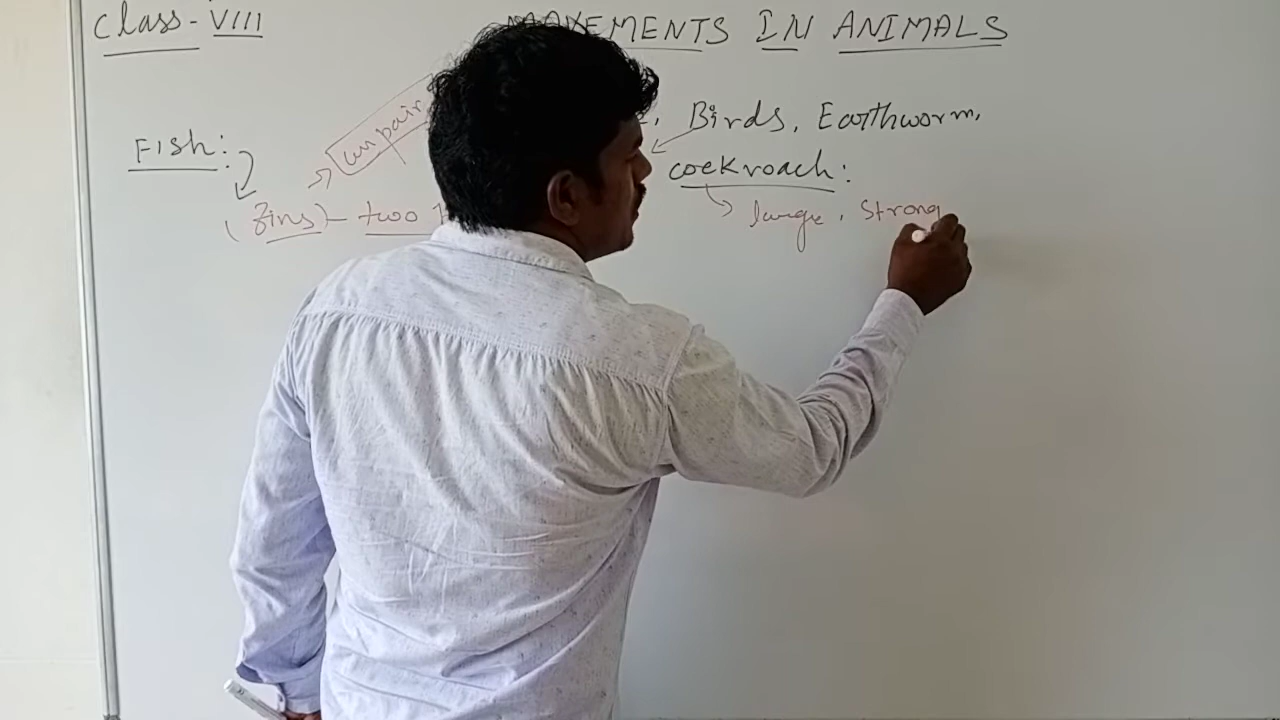 Class-VIII
MOVEMENTS IN ANIMALS
unpair
Birds, Earthworm,
Fish:
cockroach:
(Fins)- two
large, Strong